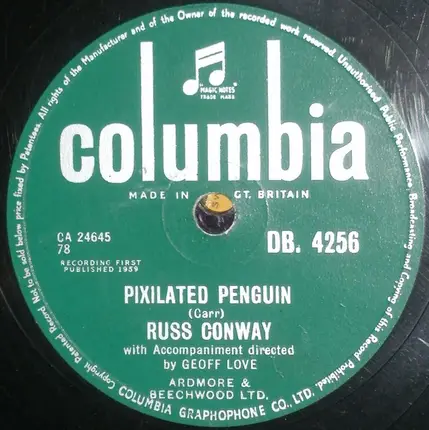 All rights of the Manufacturer and of the Owner of the recorded work reserved. Unauthorised Public Performance, Broadcasting and Copying of this Record Prohibited.
"MAGIC NOTES"
TRADE MARK
columbia
MADE IN GT. BRITAIN
CA 24645
78
DB. 4256
RECORDING FIRST
PUBLISHED 1959
PIXILATED PENGUIN
(Carr)
RUSS CONWAY
with Accompaniment directed
by GEOFF LOVE
ARDMORE &
BEECHWOOD LTD.
COLUMBIA GRAPHOPHONE CO., LTD.
Patented Record Not to be sold below price fixed by Patentees.